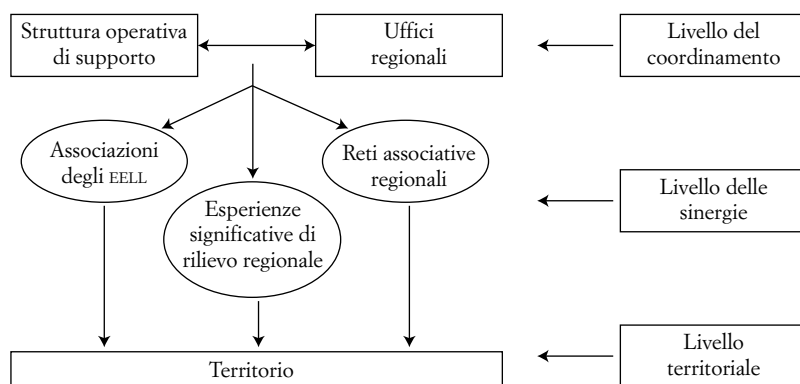 Struttura operativa
di supporto
Uffici
regionali
Livello del
coordinamento
Associazioni
degli EELL
Reti associative
regionali
Esperienze
significative di
rilievo regionale
Livello delle
sinergie
Territorio
Livello
territoriale